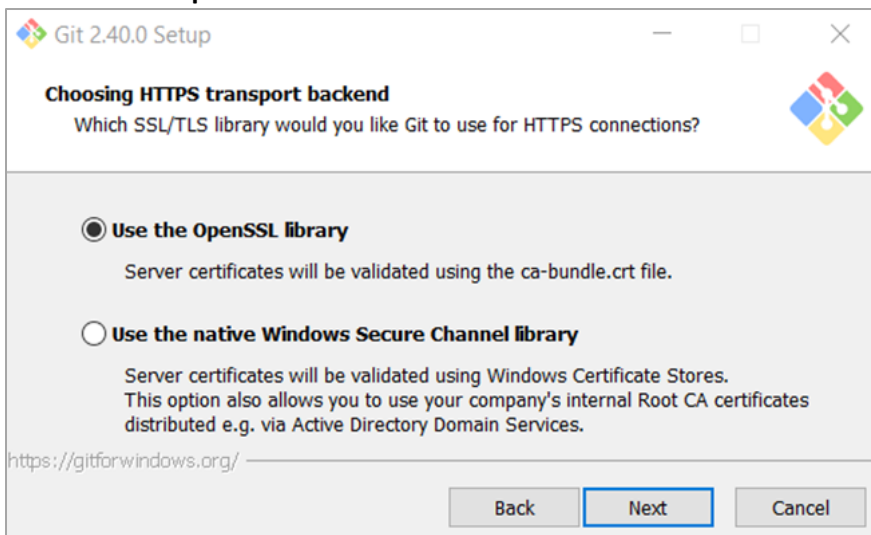 Git 2.40.0 Setup
Choosing HTTPS transport backend
Which SSL/TLS library would you like Git to use for HTTPS connections?
Use the OpenSSL library
Server certificates will be validated using the ca-bundle.crt file.
Use the native Windows Secure Channel library
Server certificates will be validated using Windows Certificate Stores.
This option also allows you to use your company's internal Root CA certificates
distributed e.g. via Active Directory Domain Services.
https://gitforwindows.org/
Back Next Cancel